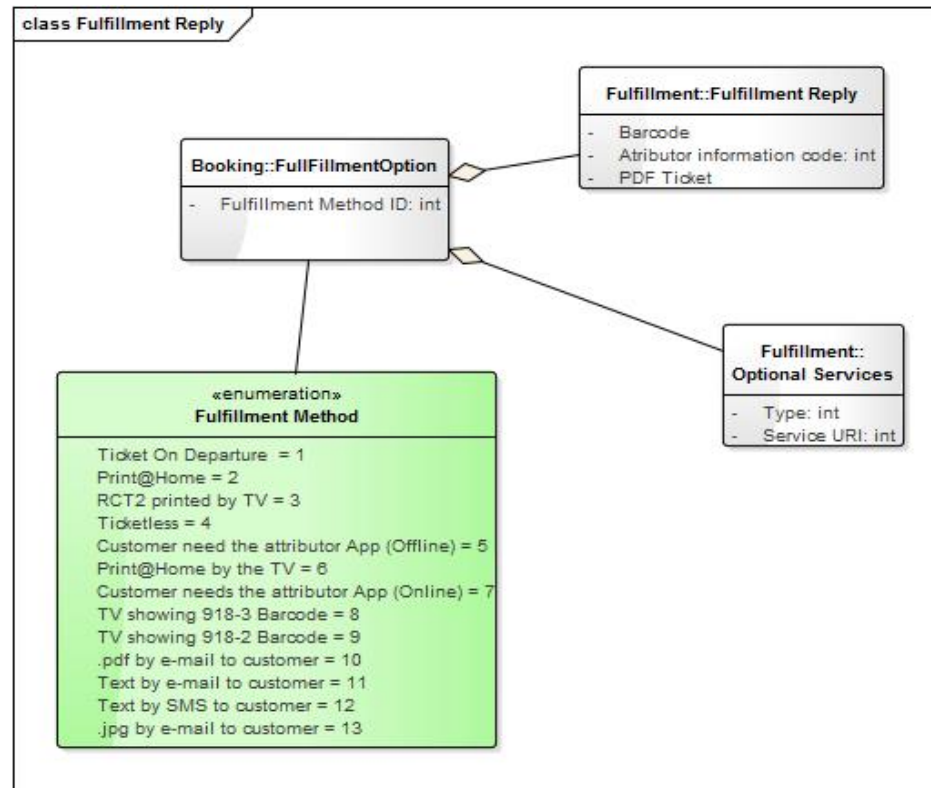 class Fulfillment Reply
Fulfillment::Fulfillment Reply
- Barcode
- Atributor information code: int
- PDF Ticket
Booking::FullFillmentOption
- Fulfillment Method ID: int
Fulfillment::
Optional Services
- Type: int
- Service URI: int
«enumeration»
Fulfillment Method
Ticket On Departure = 1
Print@Home = 2
RCT2 printed by TV = 3
Ticketless = 4
Customer need the attributor App (Offline) = 5
Print@Home by the TV = 6
Customer needs the attributor App (Online) = 7
TV showing 918-3 Barcode = 8
TV showing 918-2 Barcode = 9
.pdf by e-mail to customer = 10
Text by e-mail to customer = 11
Text by SMS to customer = 12
.jpg by e-mail to customer = 13